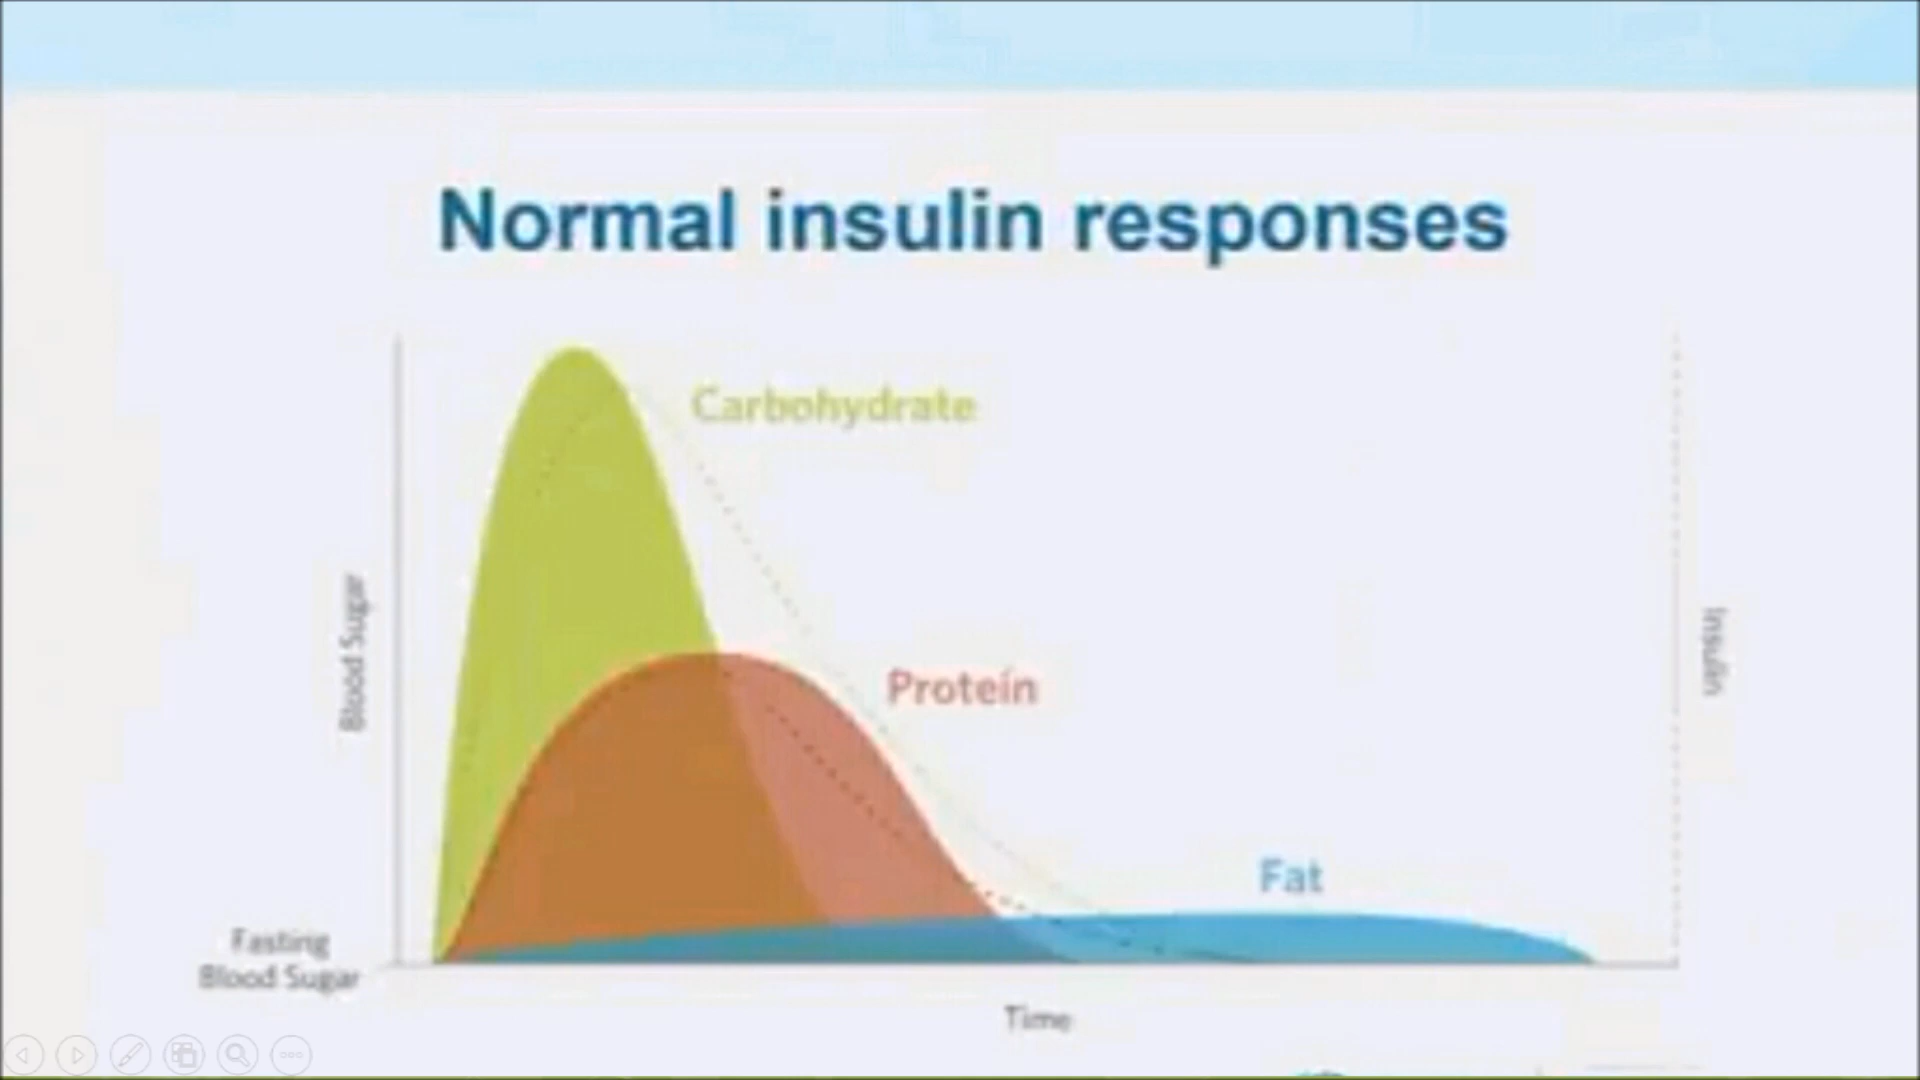 Normal insulin responses
Carbohydrate
Blood Sugar
Insulin
Protein
Fat
Fasting
Blood Sugar
Time